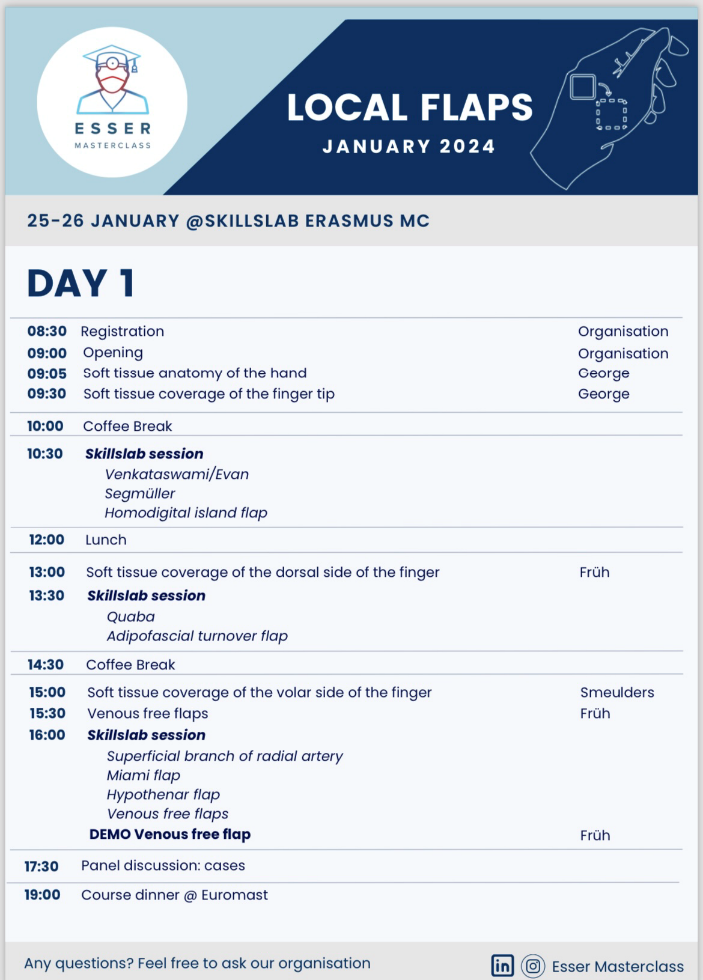 ESSER
MASTERCLASS
LOCAL FLAPS
JANUARY 2024
25-26 JANUARY @SKILLSLAB ERASMUS MC
DAY 1
08:30 Registration Organisation
09:00 Opening Organisation
09:05 Soft tissue anatomy of the hand George
09:30 Soft tissue coverage of the finger tip George
10:00 Coffee Break
10:30 Skillslab session
Venkataswami/Evan
Segmüller
Homodigital island flap
12:00 Lunch
13:00 Soft tissue coverage of the dorsal side of the finger Früh
13:30 Skillslab session
Quaba
Adipofascial turnover flap
14:30 Coffee Break
15:00 Soft tissue coverage of the volar side of the finger Smeulders
15:30 Venous free flaps Früh
16:00 Skillslab session
Superficial branch of radial artery
Miami flap
Hypothenar flap
Venous free flaps
DEMO Venous free flap Früh
17:30 Panel discussion: cases
19:00 Course dinner @ Euromast
Any questions? Feel free to ask our organisation
in Esser Masterclass